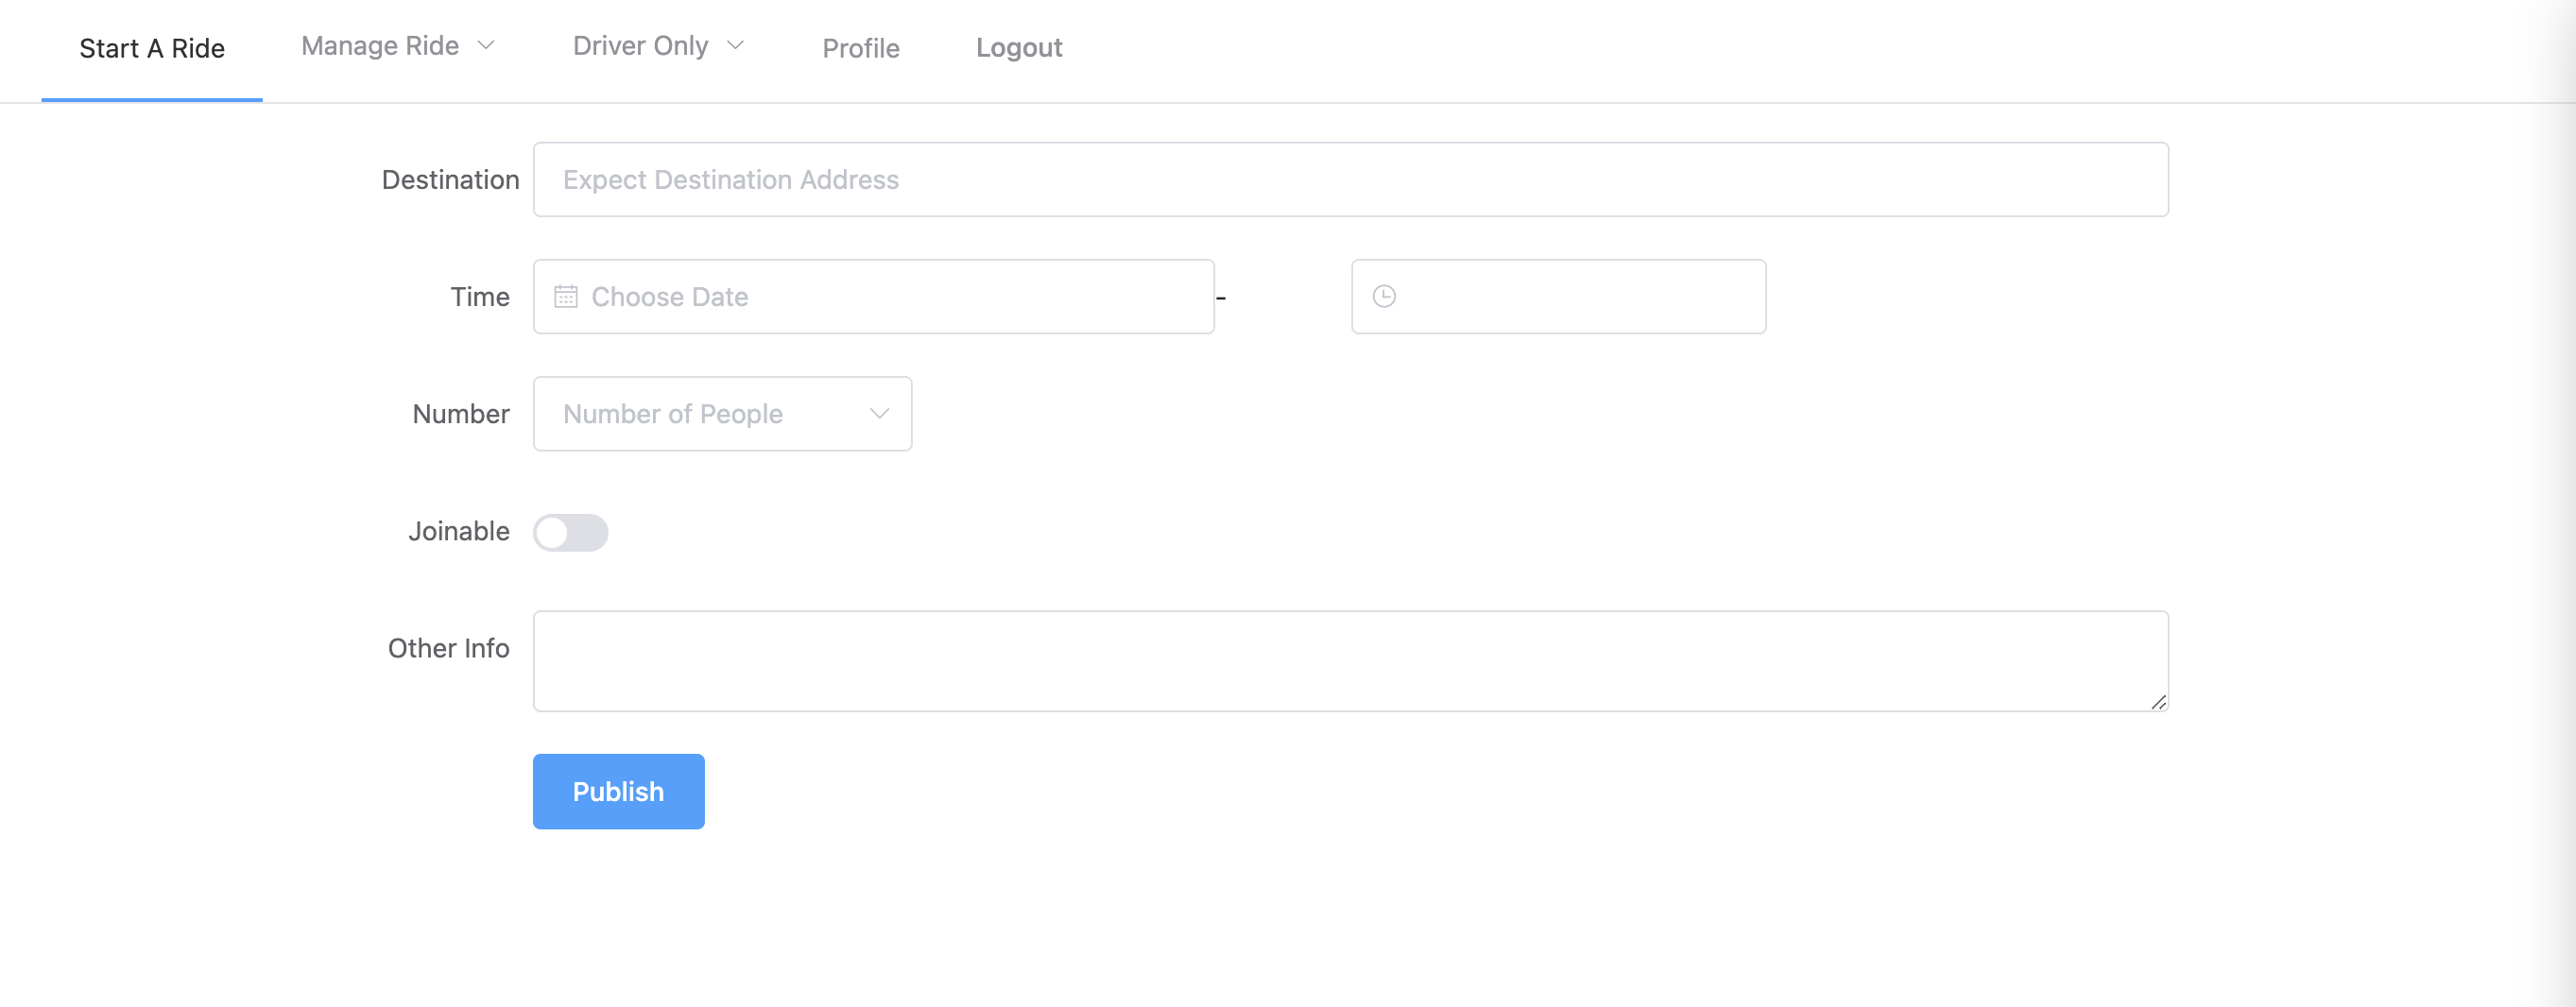 Start A Ride Manage Ride Driver Only Profile Logout
Destination Expect Destination Address
Time Choose Date -
Number Number of People
Joinable
Other Info
Publish